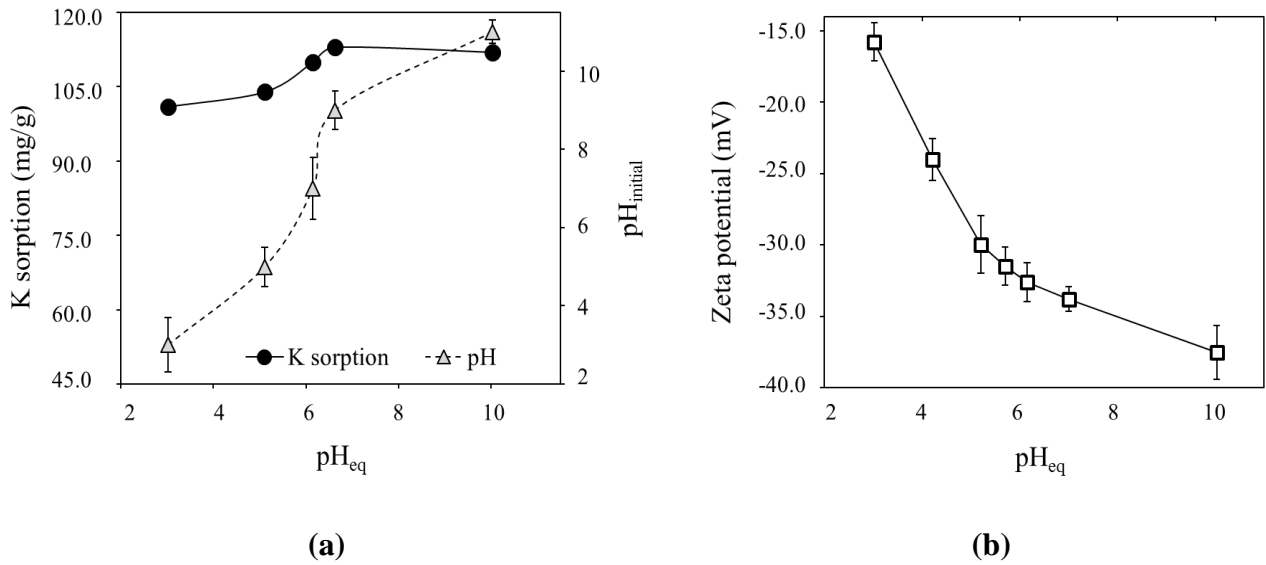 K sorption (mg/g)
120.0
105.0
90.0
75.0
60.0
45.0
K sorption
pH
10
8
6
4
2
pHinitial
2 4 6 8 10
pHeq
(a)
Zeta potential (mV)
-15.0
-20.0
-25.0
-30.0
-35.0
-40.0
2 4 6 8 10
pHeq
(b)